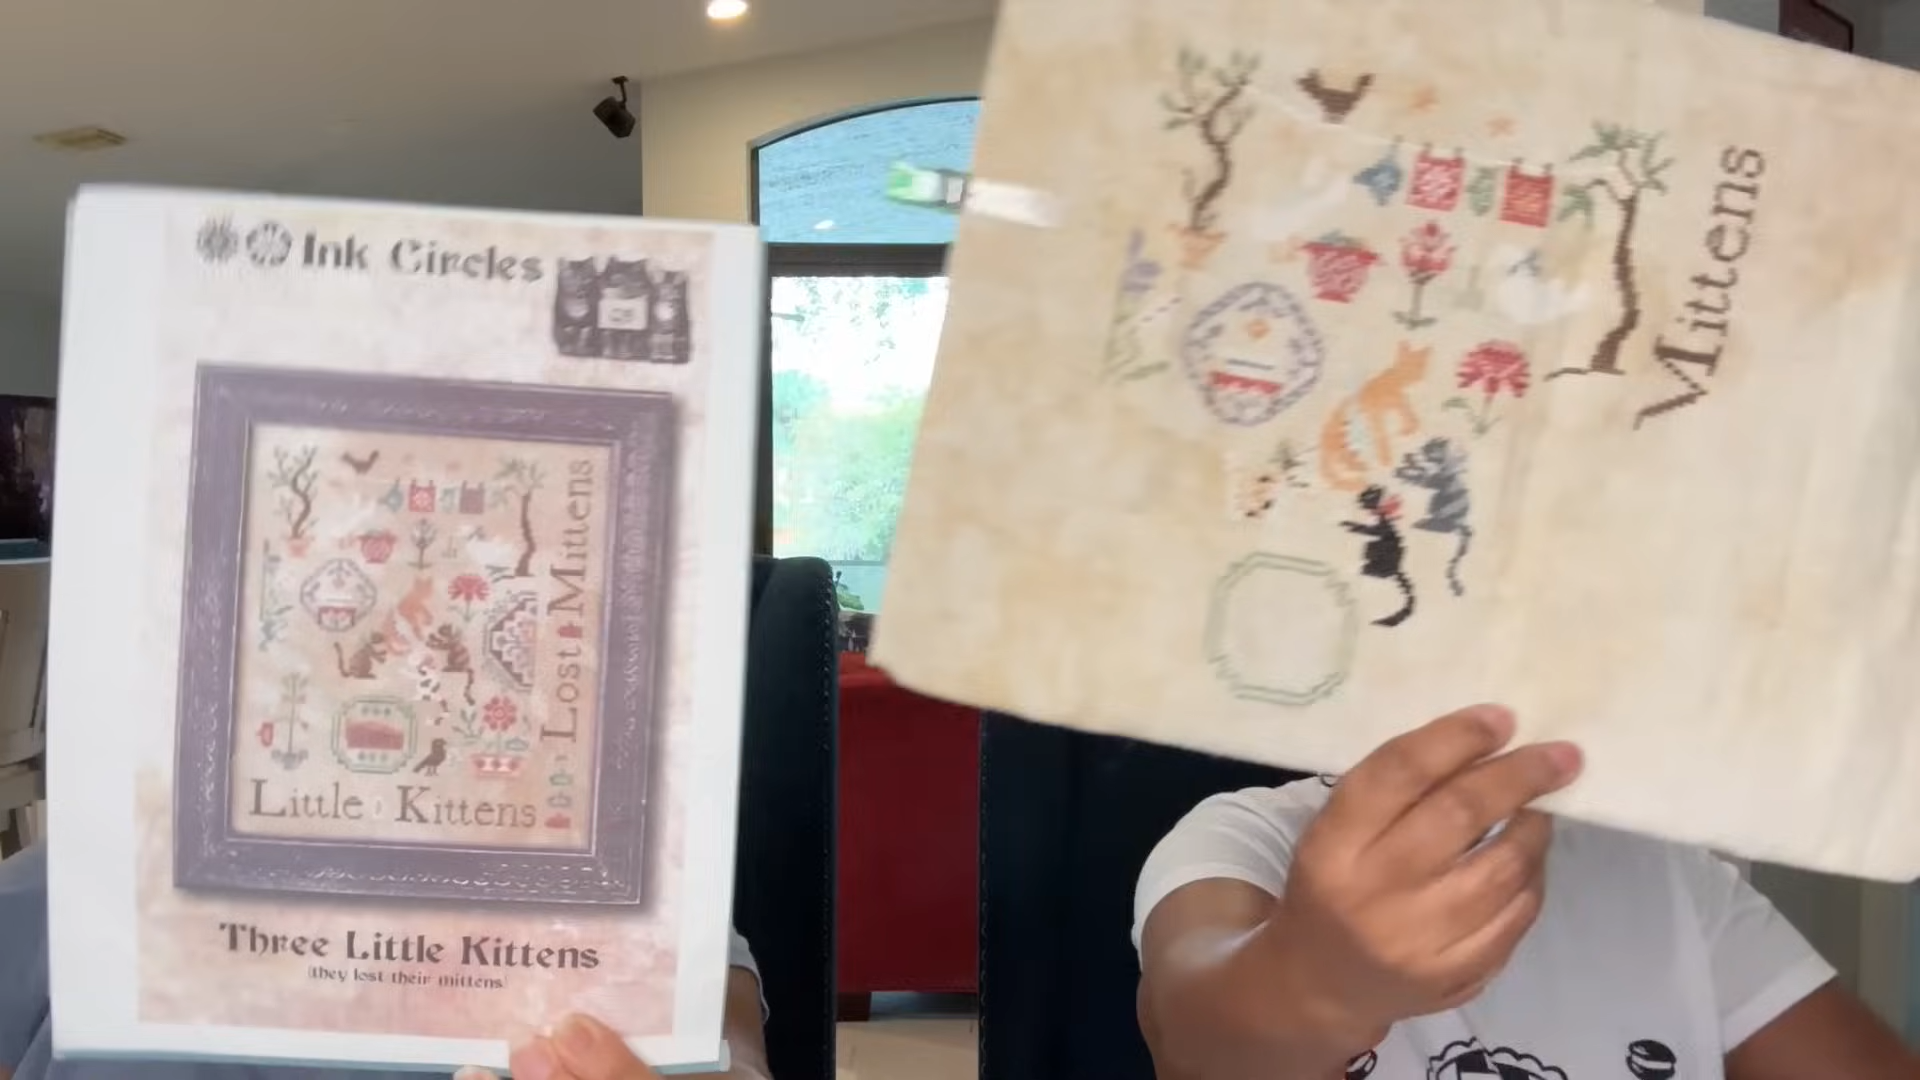 Ink Circles
Lost Mittens
Little Kittens
Three Little Kittens
(they lost their mittens)
Mittens